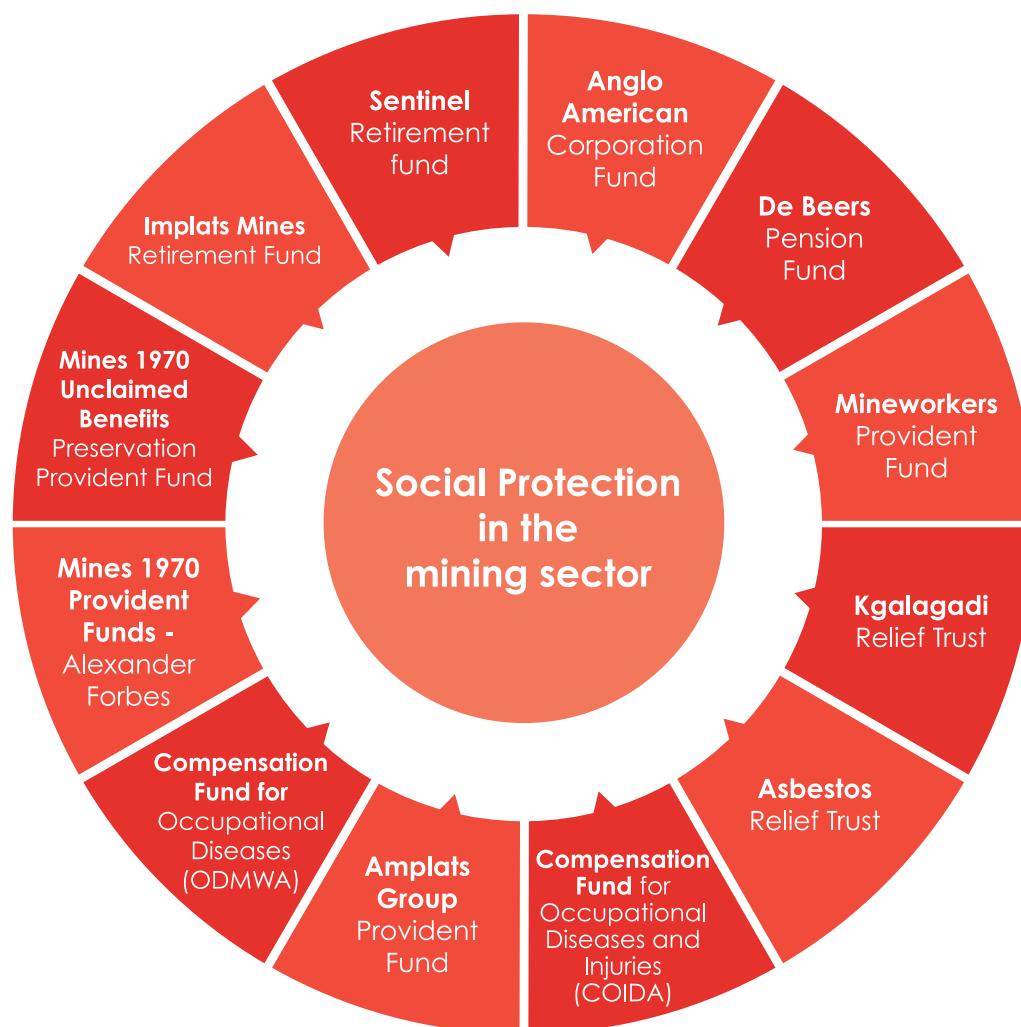 Sentinel
Retirement
fund
Anglo
American
Corporation
Fund
De Beers
Pension
Fund
Mineworkers
Provident
Fund
Kgalagadi
Relief Trust
Asbestos
Relief Trust
Compensation
Fund for
Occupational
Diseases and
Injuries
(COIDA)
Amplats
Group
Provident
Fund
Compensation
Fund for
Occupational
Diseases
(ODMWA)
Mines 1970
Provident
Funds -
Alexander
Forbes
Mines 1970
Unclaimed
Benefits
Preservation
Provident Fund
Implats Mines
Retirement Fund
Social Protection
in the
mining sector